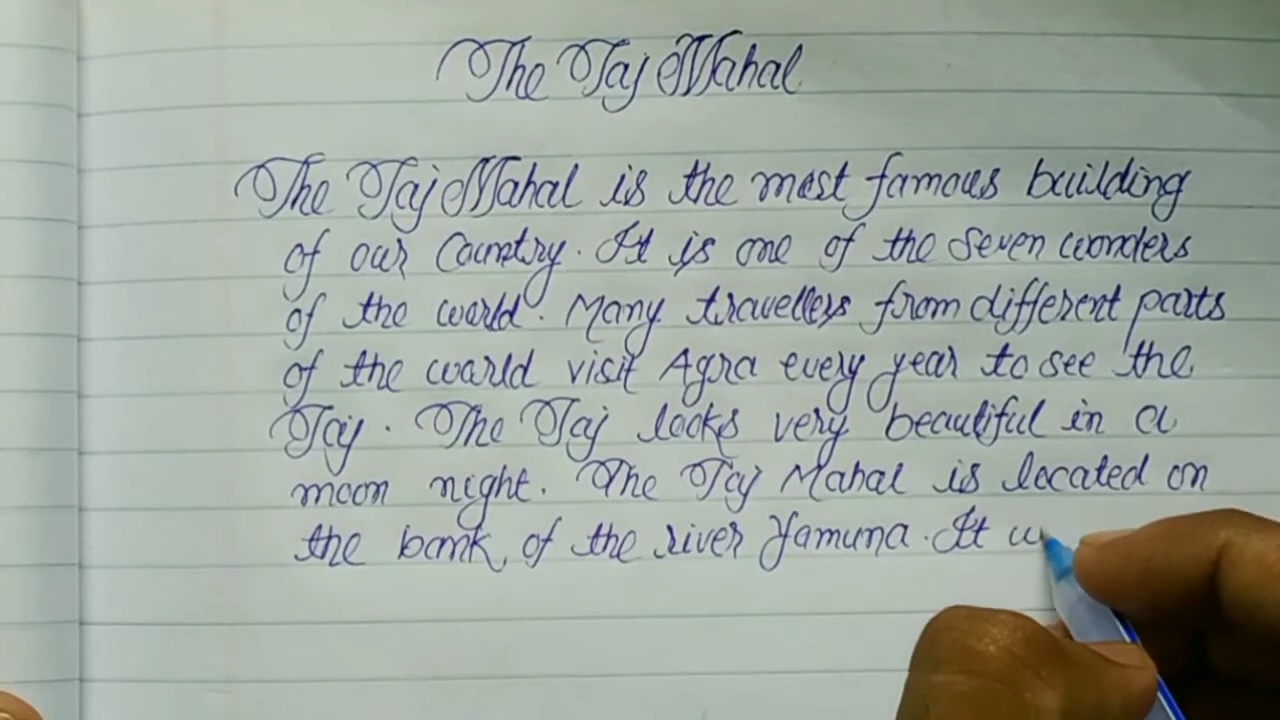 The Taj Mahal
The Taj Mahal is the most famous building
of our Country. It is one of the Seven wonders
of the world. Many travellers from different parts
of the world visit Agra every year to see the
Taj. The Taj looks very beautiful in a
moon night. The Taj Mahal is located on
the bank of the river Yamuna. It w